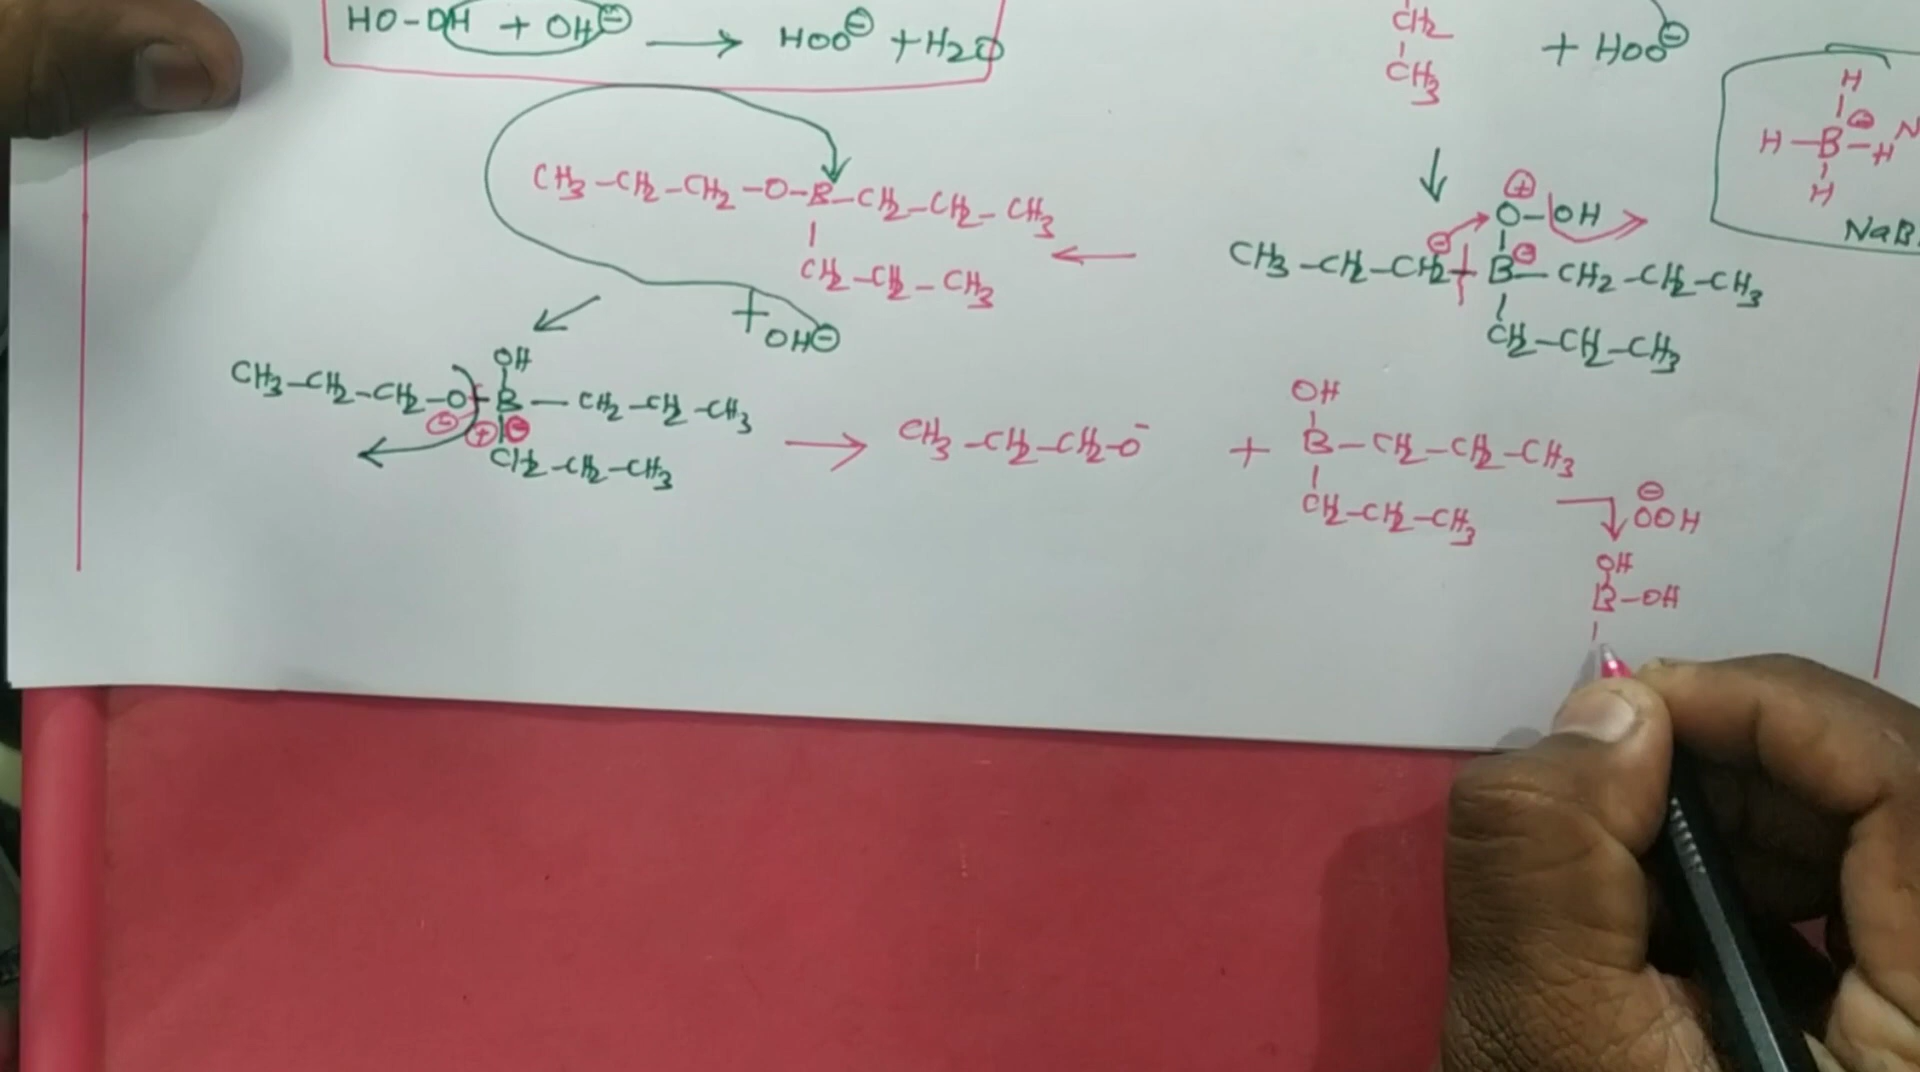 HO-OH + OH⊖ → HOO⊖ + H2O
CH2
CH3
+ HOO⊖
H
H-B⊖-H
H
NaB
CH3-CH2-CH2-O-B-CH2-CH2-CH3
CH2-CH2-CH3
+ OH⊖
⊕
O-OH
CH3-CH2-CH2⊖ B⊖-CH2-CH2-CH3
CH2-CH2-CH3
OH
CH3-CH2-CH2-O-B-CH2-CH2-CH3
⊖ ⊕ ⊖
CH2-CH2-CH3
→ CH3-CH2-CH2-O⁻ +
OH
B-CH2-CH2-CH3
CH2-CH2-CH3
⊖OOH
OH
B-OH